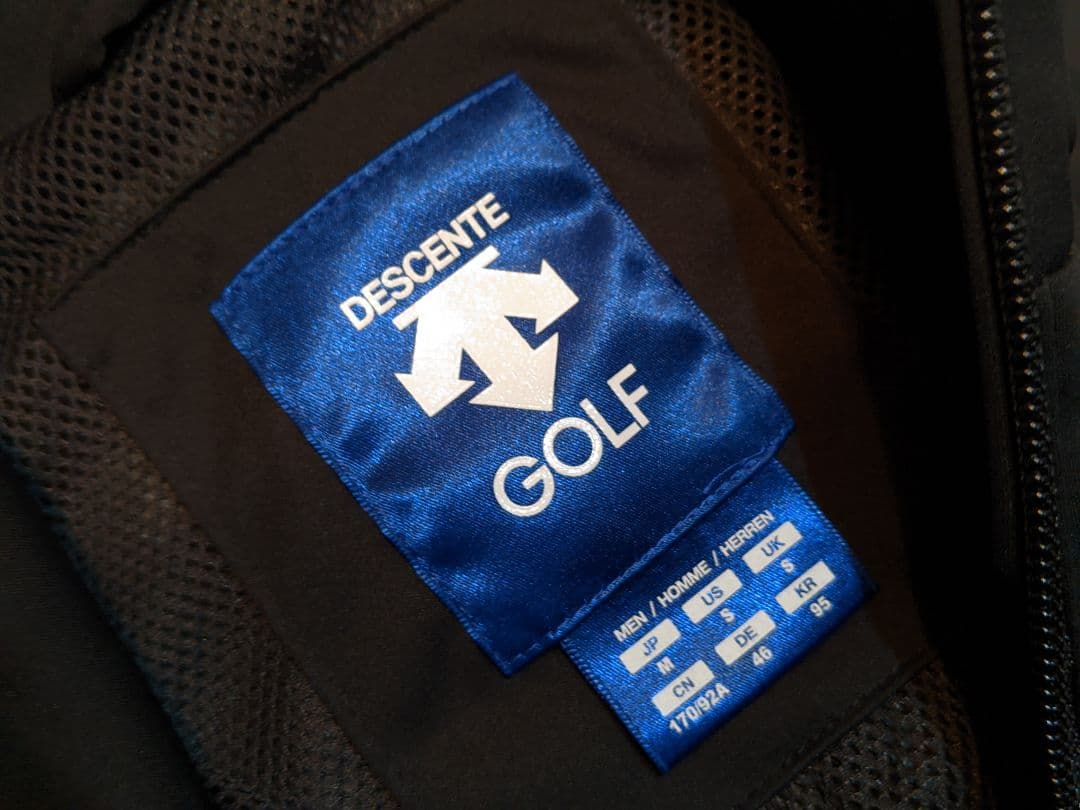 DESCENTE
GOLF
MEN / HOMME / HERREN
JP US UK
M S S
CN DE KR
170/92A 46 95